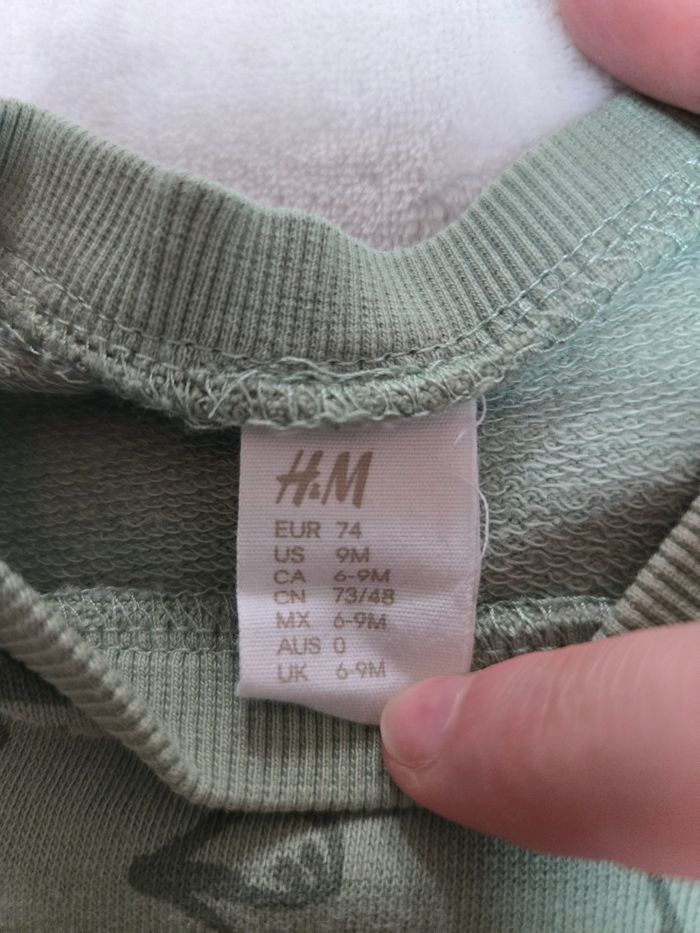 H&M
EUR 74
US 9M
CA 6-9M
CN 73/48
MX 6-9M
AUS 0
UK 6-9M